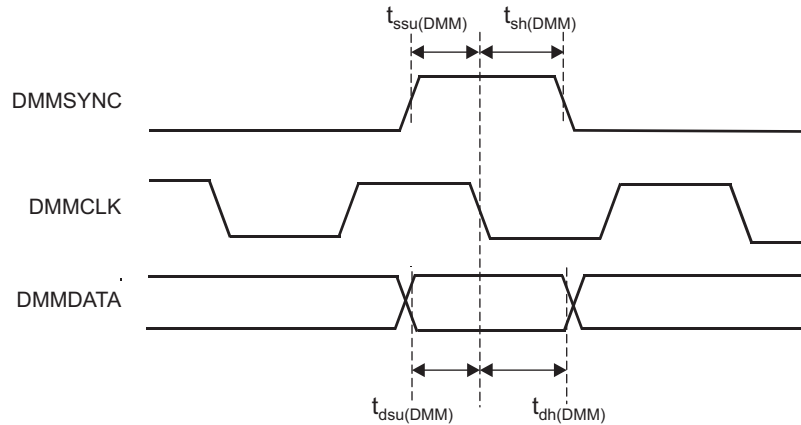 tssu(DMM) tsh(DMM)
DMMSYNC
DMMCLK
DMMDATA
tdsu(DMM) tdh(DMM)